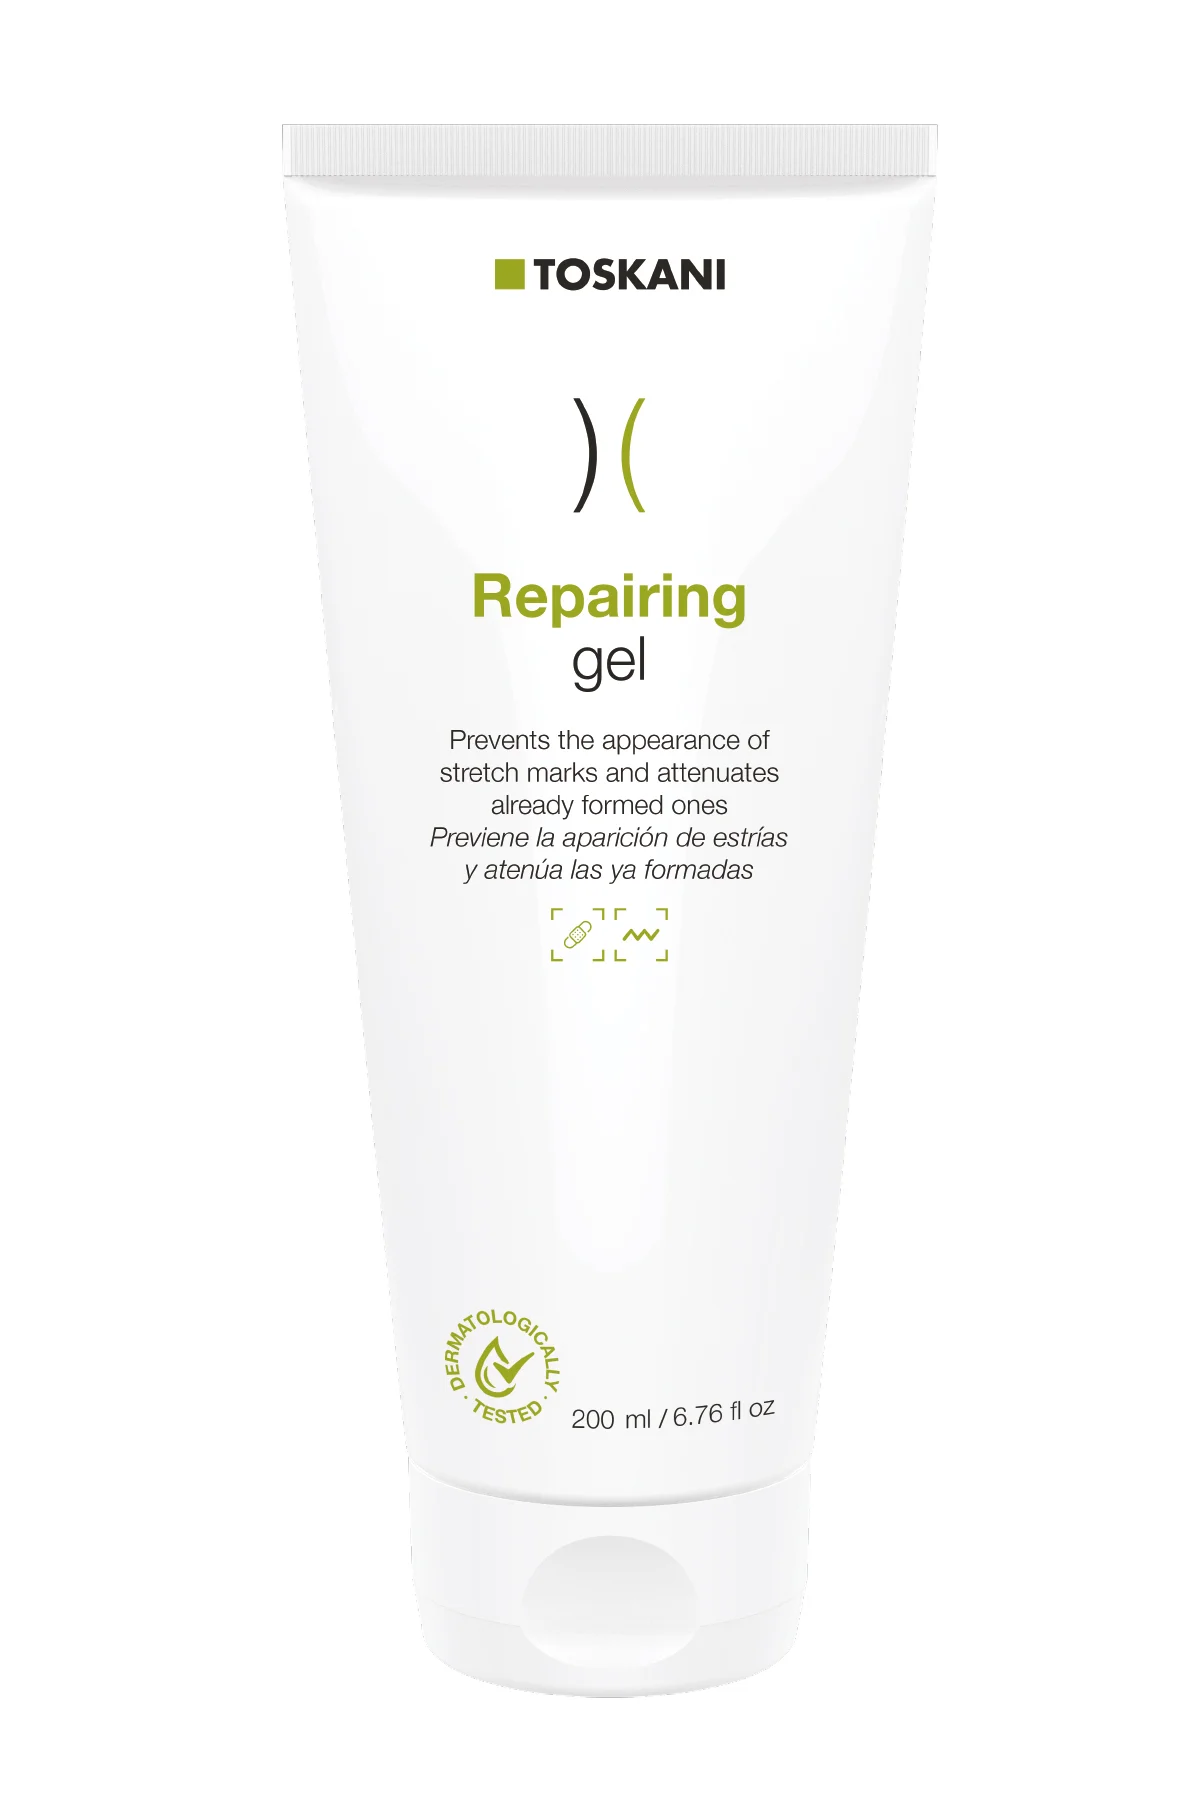 TOSKANI
Repairing
gel
Prevents the appearance of
stretch marks and attenuates
already formed ones
Previene la aparición de estrías
y atenúa las ya formadas
DERMATOLOGICALLY
· TESTED ·
200 ml / 6.76 fl oz